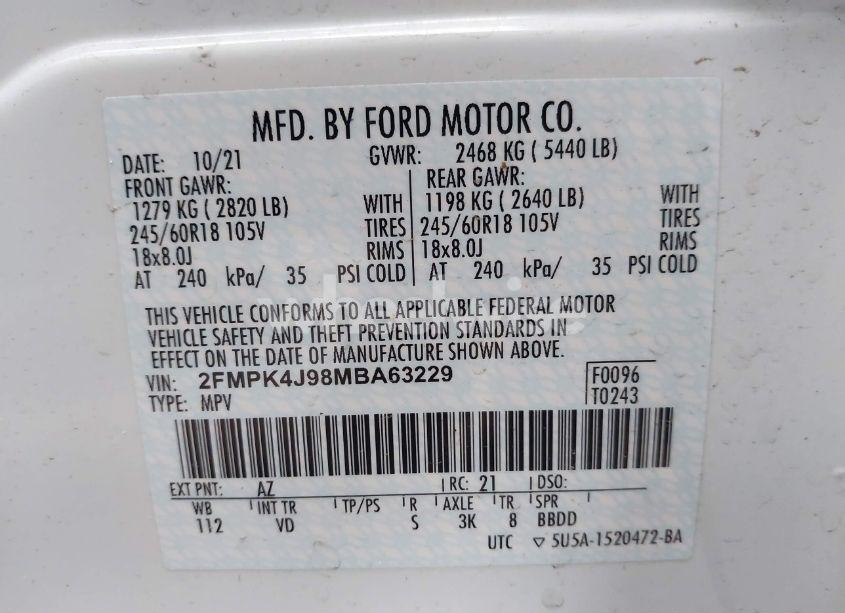 MFD. BY FORD MOTOR CO.
DATE: 10/21 GVWR: 2468 KG ( 5440 LB)
FRONT GAWR: REAR GAWR:
1279 KG ( 2820 LB) WITH 1198 KG ( 2640 LB) WITH
245/60R18 105V TIRES 245/60R18 105V TIRES
18x8.0J RIMS 18x8.0J RIMS
AT 240 kPa/ 35 PSI COLD AT 240 kPa/ 35 PSI COLD
THIS VEHICLE CONFORMS TO ALL APPLICABLE FEDERAL MOTOR
VEHICLE SAFETY AND THEFT PREVENTION STANDARDS IN
EFFECT ON THE DATE OF MANUFACTURE SHOWN ABOVE.
VIN: 2FMPK4J98MBA63229 F0096
TYPE: MPV T0243
EXT PNT: AZ RC: 21 DSO:
WB INT TR TP/PS R AXLE TR SPR
112 VD S 3K 8 BBDD
UTC ▽ 5U5A-1520472-BA